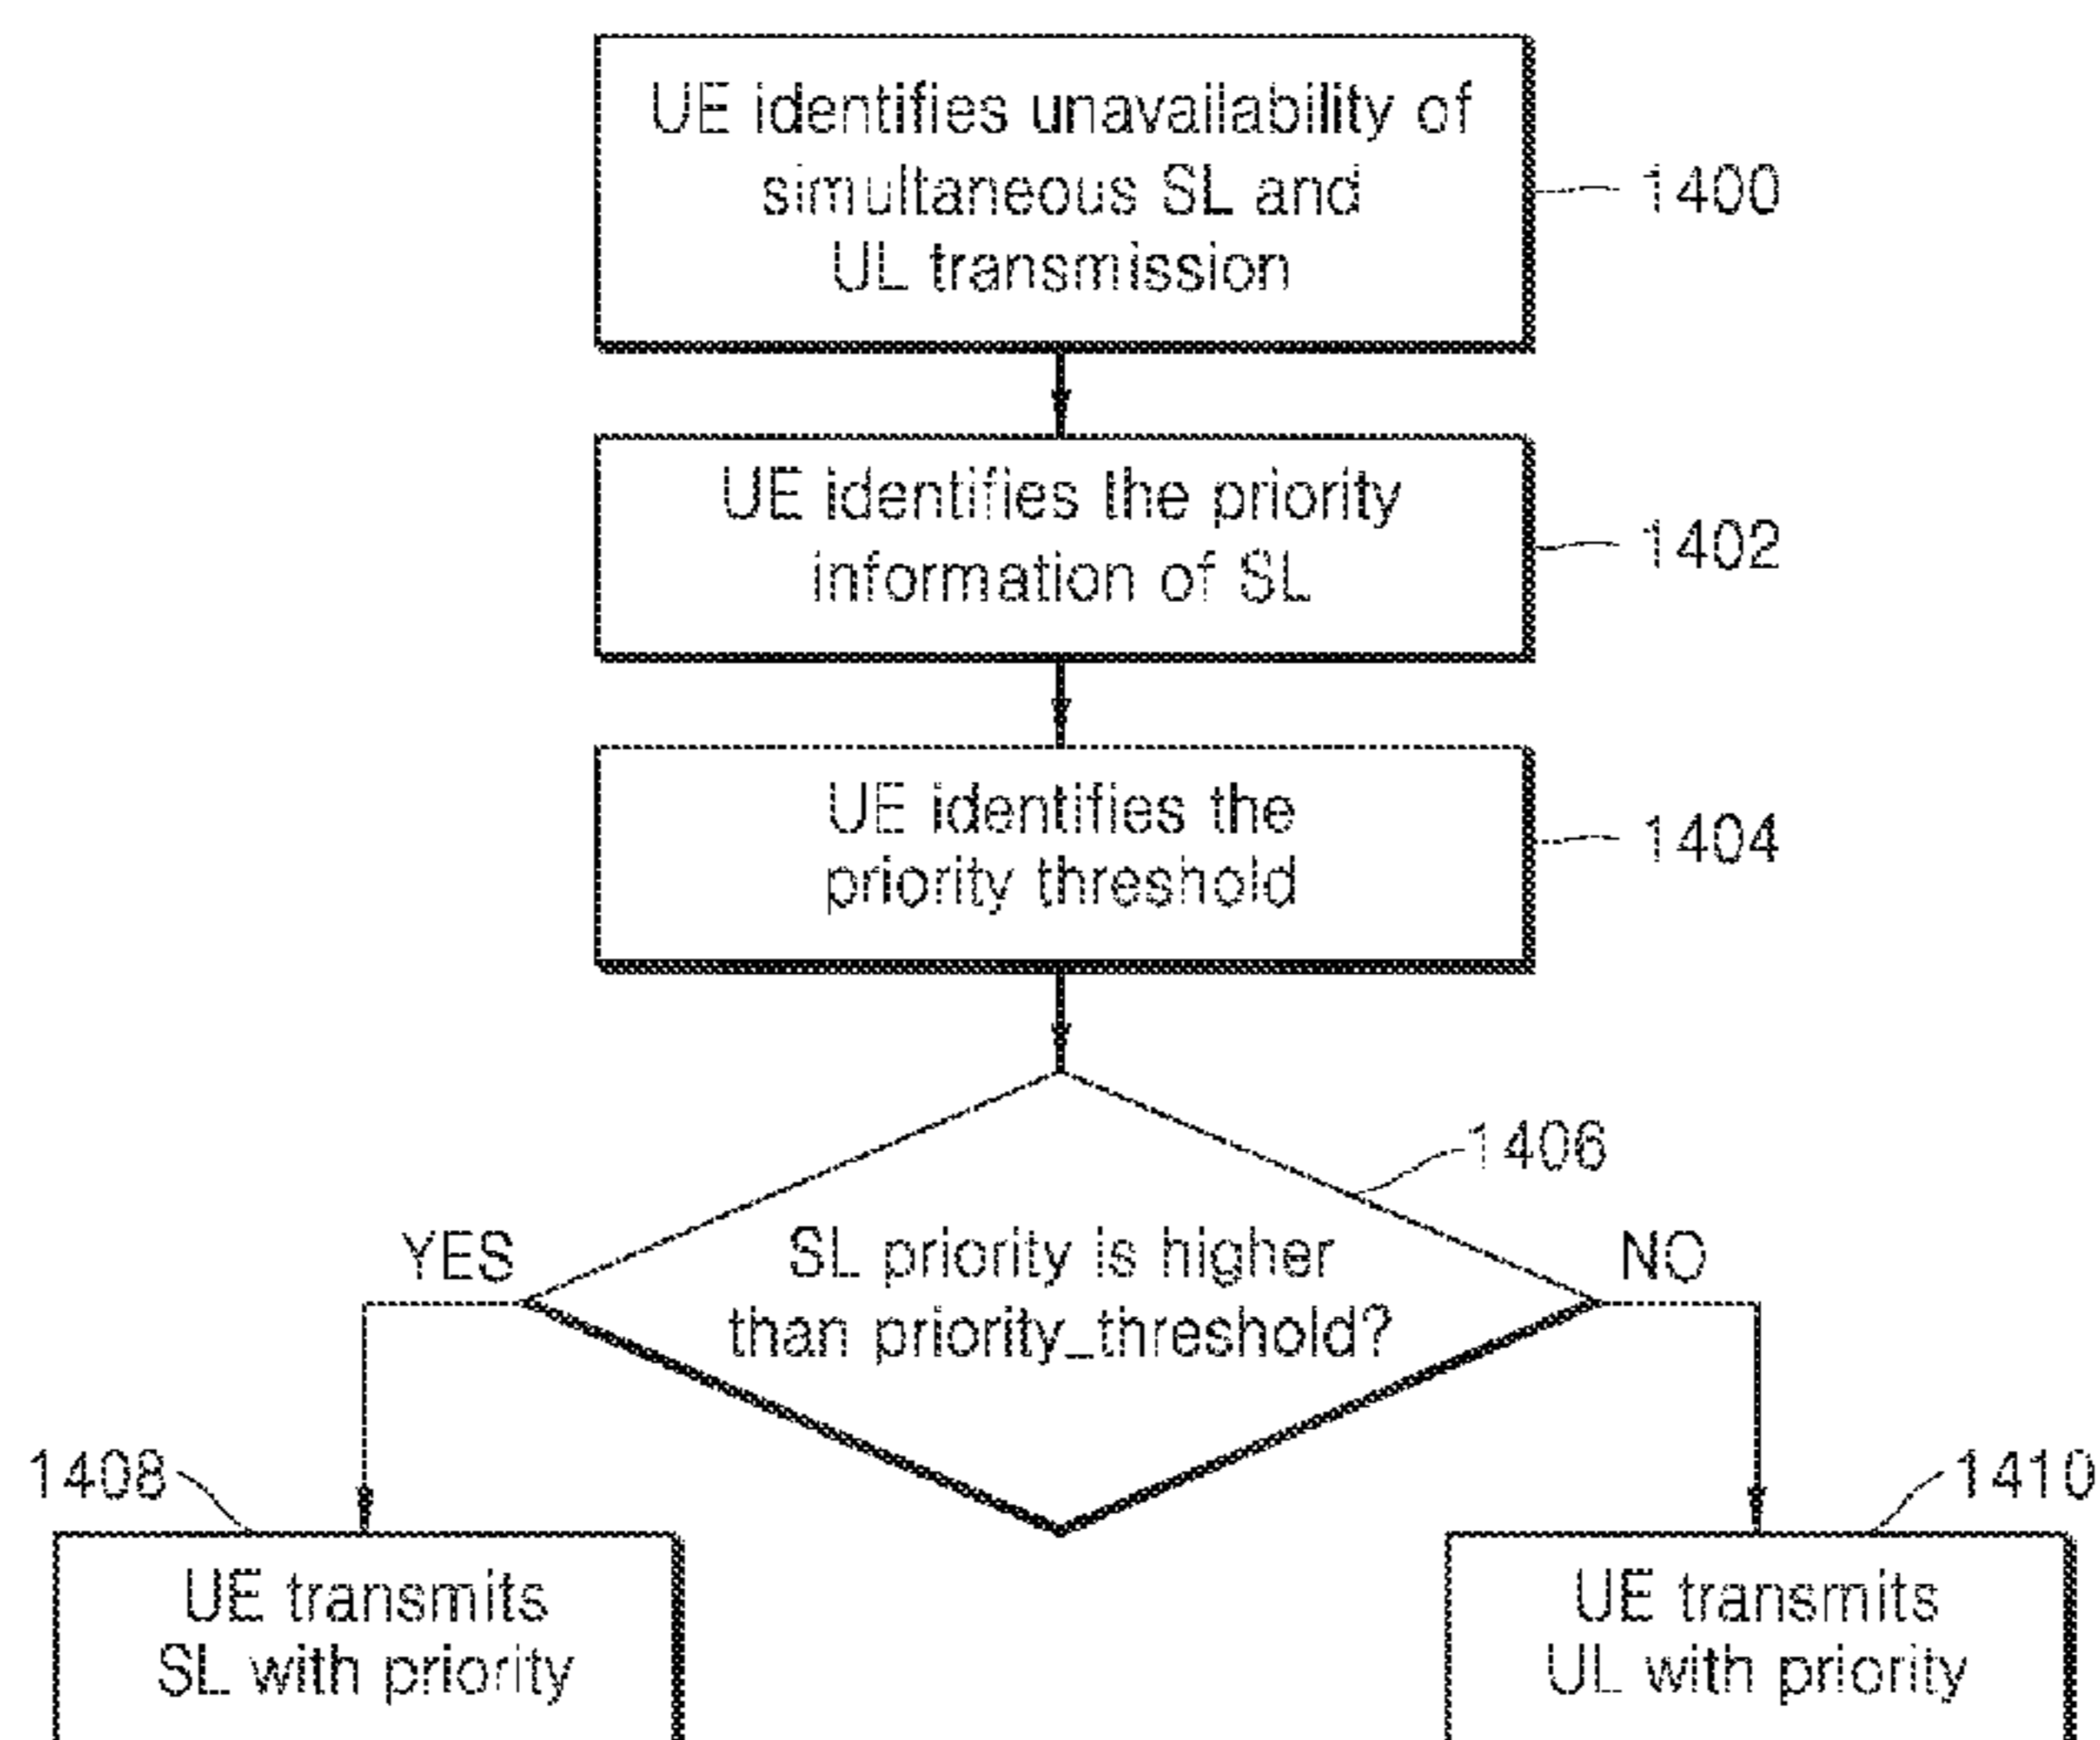 UE identifies unavailability of
simultaneous SL and
UL transmission
1400
UE identifies the priority
information of SL
1402
UE identifies the
priority threshold
1404
1406
YES
SL priority is higher
than priority_threshold?
NO
1408
UE transmits
SL with priority
1410
UE transmits
UL with priority